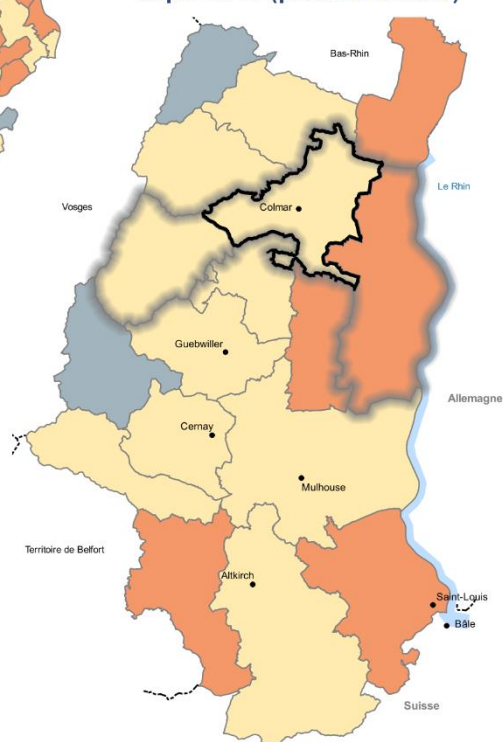 Bas-Rhin
Le Rhin
Vosges
Colmar
Guebwiller
Allemagne
Cernay
Mulhouse
Territoire de Belfort
Altkirch
Saint-Louis
Bâle
Suisse